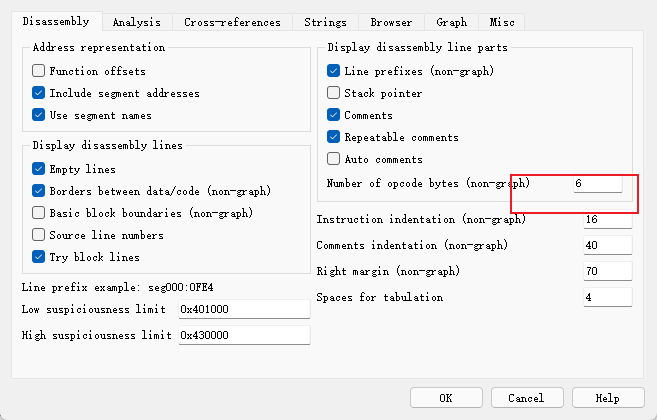 Disassembly Analysis Cross-references Strings Browser Graph Misc
Address representation
Function offsets
Include segment addresses
Use segment names
Display disassembly lines
Empty lines
Borders between data/code (non-graph)
Basic block boundaries (non-graph)
Source line numbers
Try block lines
Line prefix example: seg000:0FE4
Low suspiciousness limit 0x401000
High suspiciousness limit 0x430000
Display disassembly line parts
Line prefixes (non-graph)
Stack pointer
Comments
Repeatable comments
Auto comments
Number of opcode bytes (non-graph) 6
Instruction indentation (non-graph) 16
Comments indentation (non-graph) 40
Right margin (non-graph) 70
Spaces for tabulation 4
OK Cancel Help